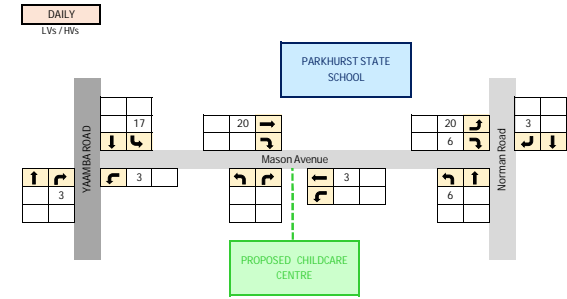 DAILY
LVs / HVs
PARKHURST STATE
SCHOOL
17
20
20
6
3
Mason Avenue
YAAMBA ROAD
Norman Road
3
3
3
6
PROPOSED CHILDCARE
CENTRE